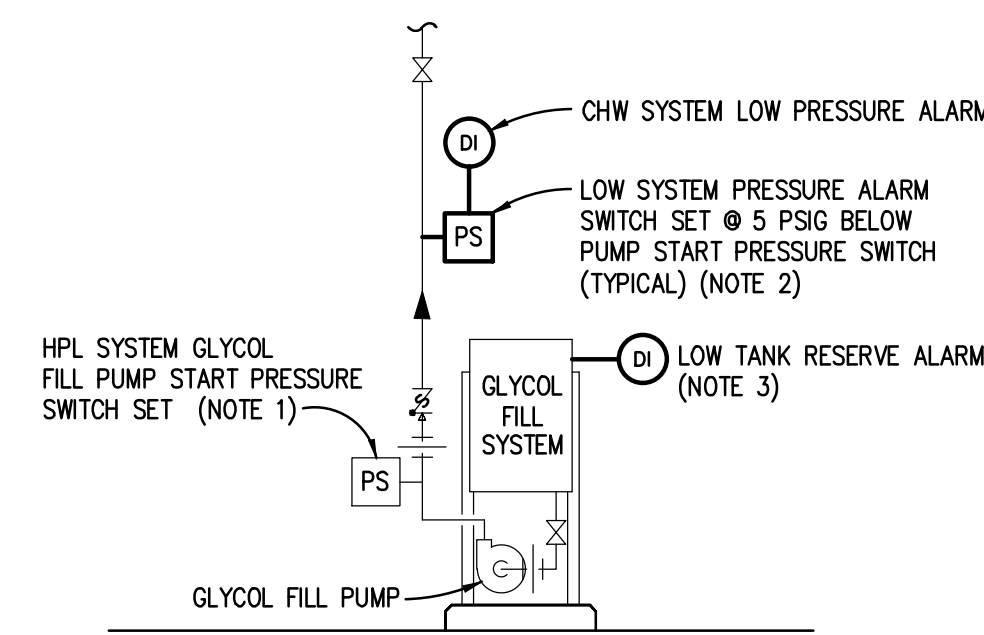 CHW SYSTEM LOW PRESSURE ALARM
DI
LOW SYSTEM PRESSURE ALARM
SWITCH SET @ 5 PSIG BELOW
PUMP START PRESSURE SWITCH
(TYPICAL) (NOTE 2)
PS
HPL SYSTEM GLYCOL
FILL PUMP START PRESSURE
SWITCH SET (NOTE 1)
DI
LOW TANK RESERVE ALARM
(NOTE 3)
GLYCOL
FILL
SYSTEM
S
PS
GLYCOL FILL PUMP